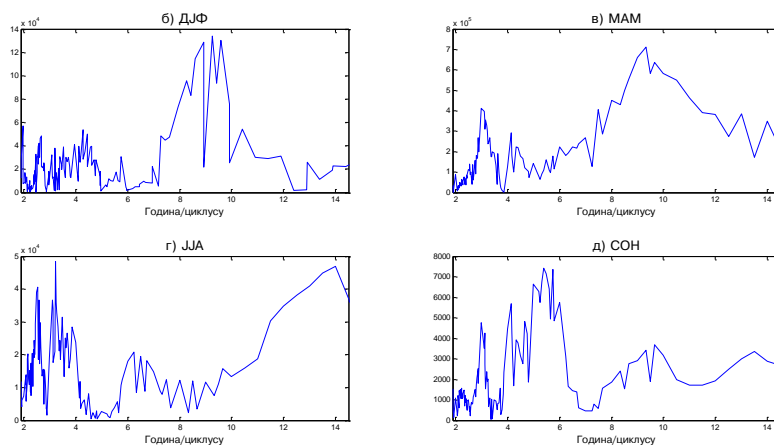 б) ДЈФ
x 10⁴
14
12
10
8
6
4
2
0
2 4 6 8 10 12 14
Година/циклусу
в) МАМ
x 10⁵
8
7
6
5
4
3
2
1
0
2 4 6 8 10 12 14
Година/циклусу
г) ЈЈА
x 10⁴
5
4
3
2
1
0
2 4 6 8 10 12 14
Година/циклусу
д) СОН
8000
7000
6000
5000
4000
3000
2000
1000
0
2 4 6 8 10 12 14
Година/циклусу